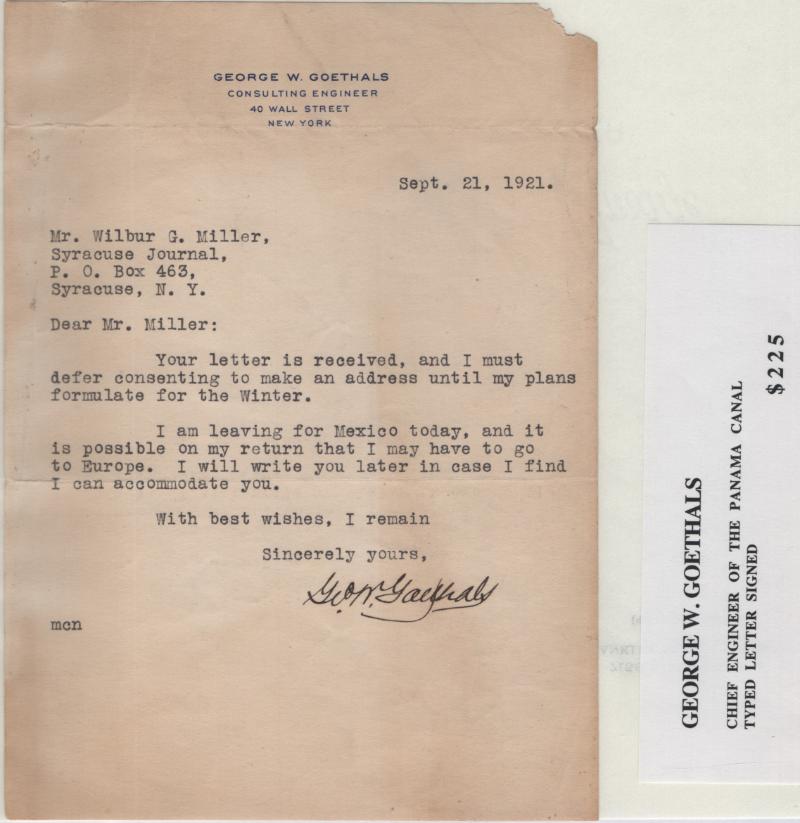 GEORGE W. GOETHALS
CONSULTING ENGINEER
40 WALL STREET
NEW YORK
Sept. 21, 1921.
Mr. Wilbur G. Miller,
Syracuse Journal,
P. O. Box 463,
Syracuse, N. Y.
Dear Mr. Miller:
Your letter is received, and I must
defer consenting to make an address until my plans
formulate for the Winter.
I am leaving for Mexico today, and it
is possible on my return that I may have to go
to Europe. I will write you later in case I find
I can accommodate you.
With best wishes, I remain
Sincerely yours,
Geo W. Goethals
mcn
GEORGE W. GOETHALS
CHIEF ENGINEER OF THE PANAMA CANAL
TYPED LETTER SIGNED
$225